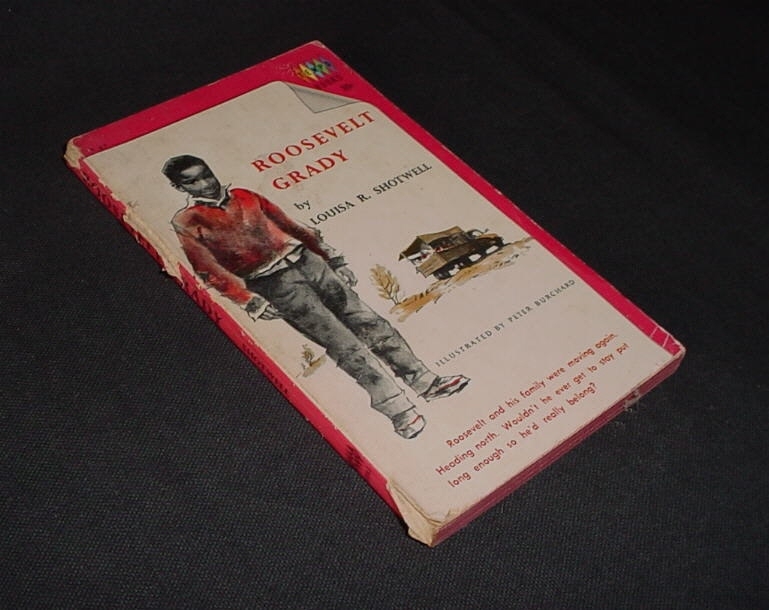 ROOSEVELT
GRADY
by
LOUISA R. SHOTWELL
ILLUSTRATED BY PETER BURCHARD
Roosevelt and his family were moving again.
Heading north. Wouldn't he ever get to stay put
long enough so he'd really belong?